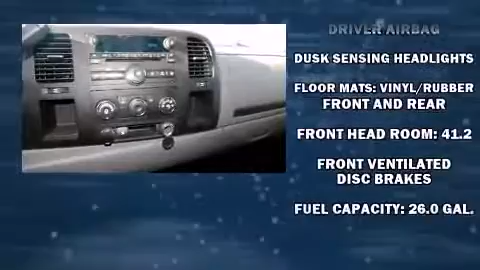 DRIVER AIRBAG
DUSK SENSING HEADLIGHTS
FLOOR MATS: VINYL/RUBBER
FRONT AND REAR
FRONT HEAD ROOM: 41.2
FRONT VENTILATED
DISC BRAKES
FUEL CAPACITY: 26.0 GAL.